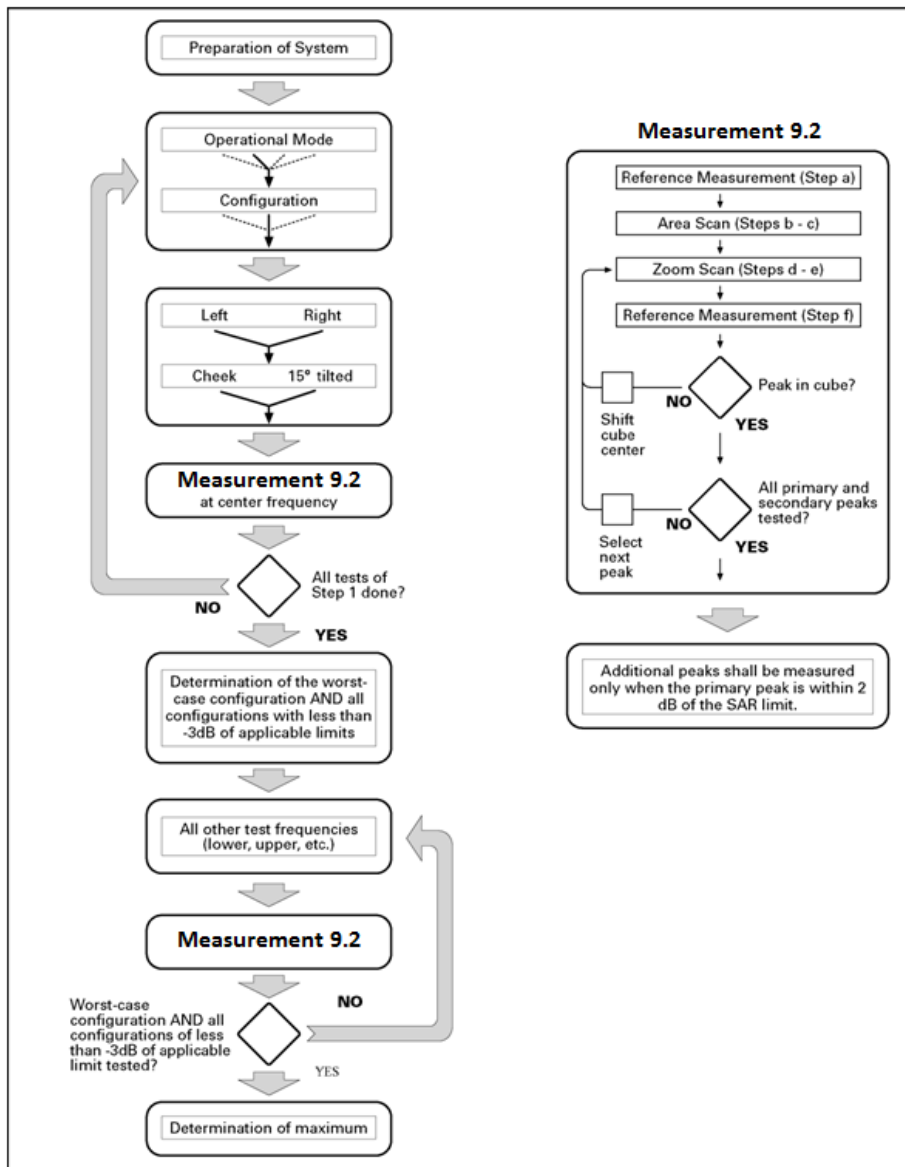 Preparation of System
Operational Mode
Configuration
Left Right
Cheek 15° tilted
Measurement 9.2
at center frequency
All tests of
Step 1 done?
NO
YES
Determination of the worst-
case configuration AND all
configurations with less than
-3dB of applicable limits
All other test frequencies
(lower, upper, etc.)
Measurement 9.2
NO
Worst-case
configuration AND all
configurations of less
than -3dB of applicable
limit tested?
YES
Determination of maximum
Measurement 9.2
Reference Measurement (Step a)
Area Scan (Steps b - c)
Zoom Scan (Steps d - e)
Reference Measurement (Step f)
Peak in cube?
NO
Shift
cube
center
YES
All primary and
secondary peaks
tested?
NO
Select
next
peak
YES
Additional peaks shall be measured
only when the primary peak is within 2
dB of the SAR limit.